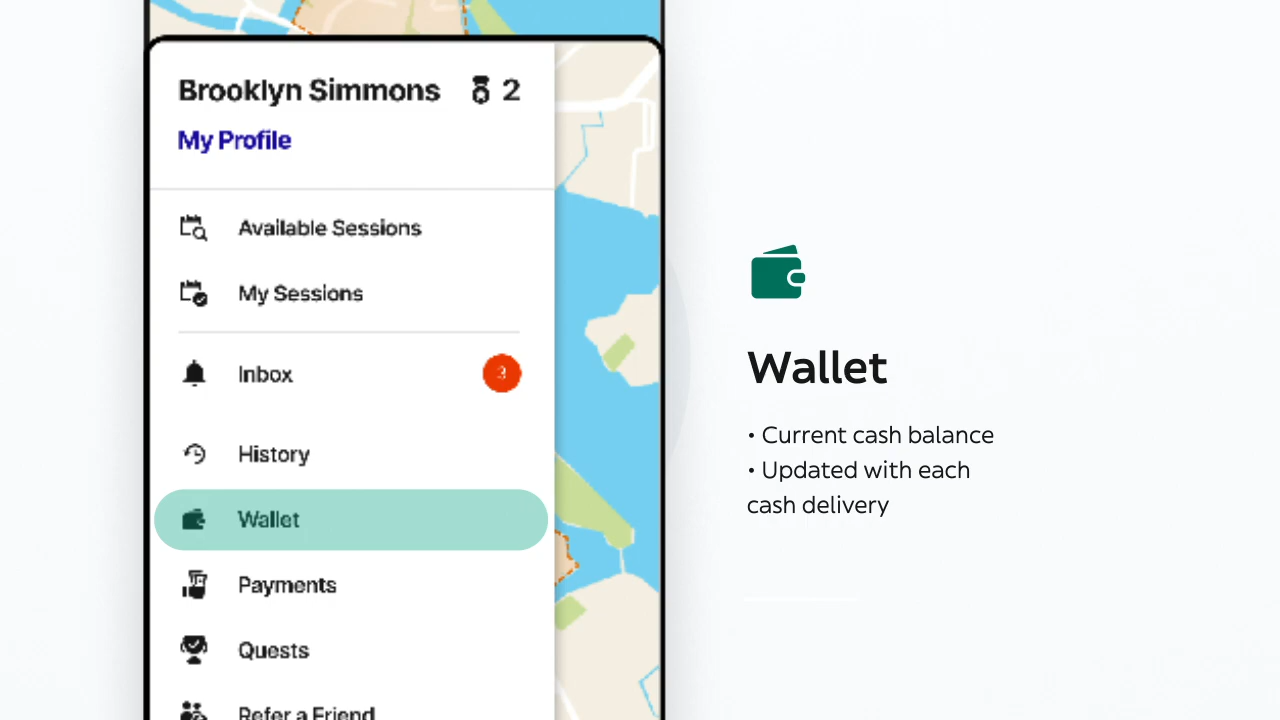 Brooklyn Simmons 2
My Profile
Available Sessions
My Sessions
Inbox 3
History
Wallet
Payments
Quests
Refer a Friend
Wallet
• Current cash balance
• Updated with each
cash delivery